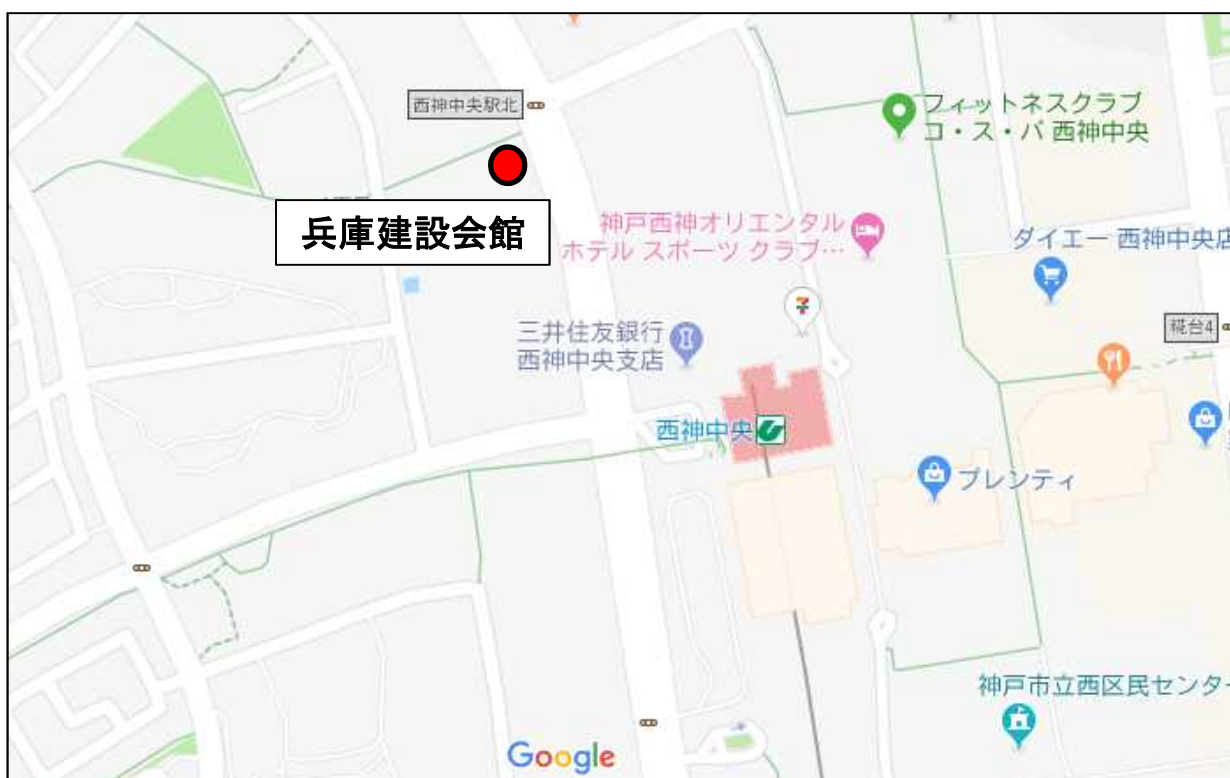 西神中央駅北
フィットネスクラブ
コ・ス・パ 西神中央
兵庫建設会館
神戸西神オリエンタル
ホテル スポーツ クラブ…
ダイエー 西神中央店
三井住友銀行
西神中央支店
糀台4
西神中央
プレンティ
神戸市立西区民センター
Google